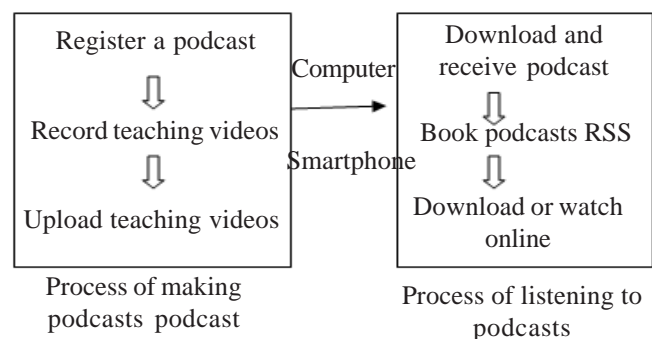 Register a podcast
Record teaching videos
Upload teaching videos
Process of making
podcasts podcast
Computer
Smartphone
Download and
receive podcast
Book podcasts RSS
Download or watch
online
Process of listening to
podcasts